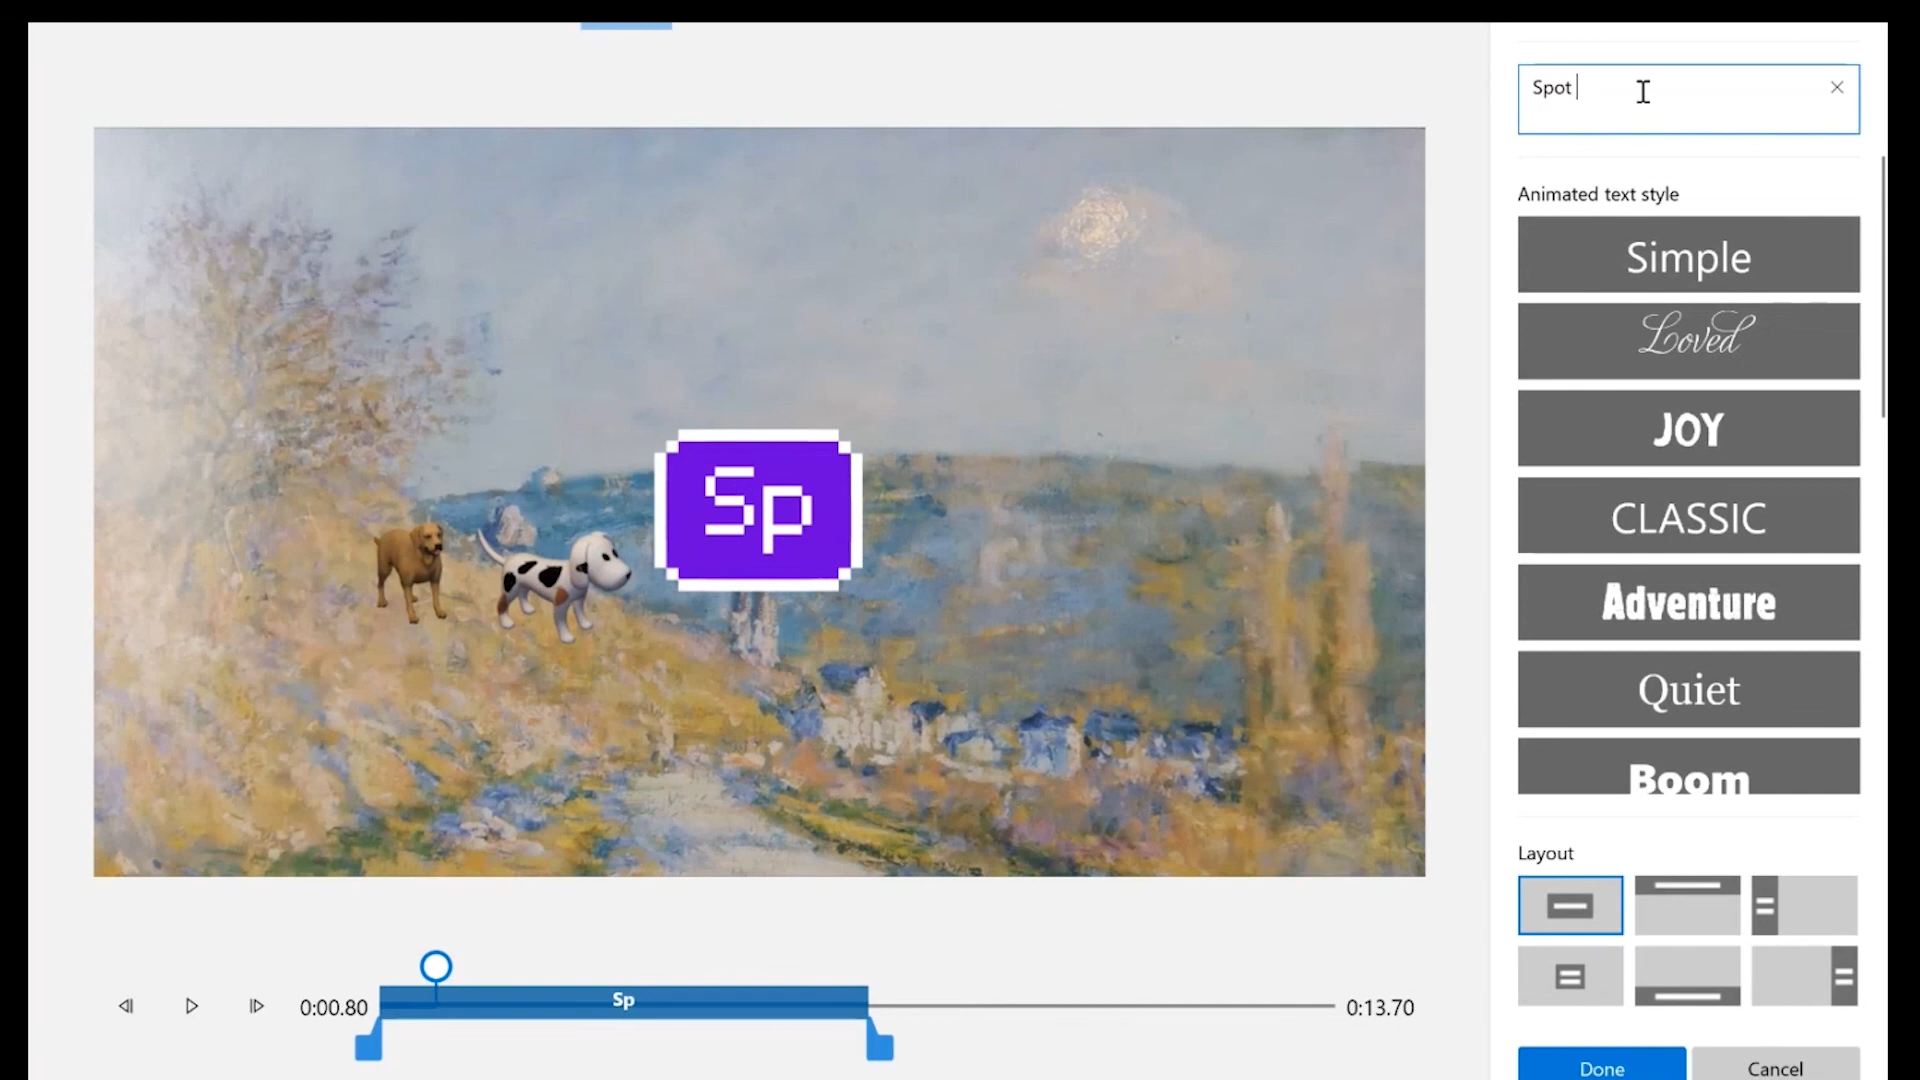 Spot
Animated text style
Simple
Loved
JOY
CLASSIC
Adventure
Quiet
Boom
Sp
Layout
0:00.80
Sp
0:13.70
Done
Cancel